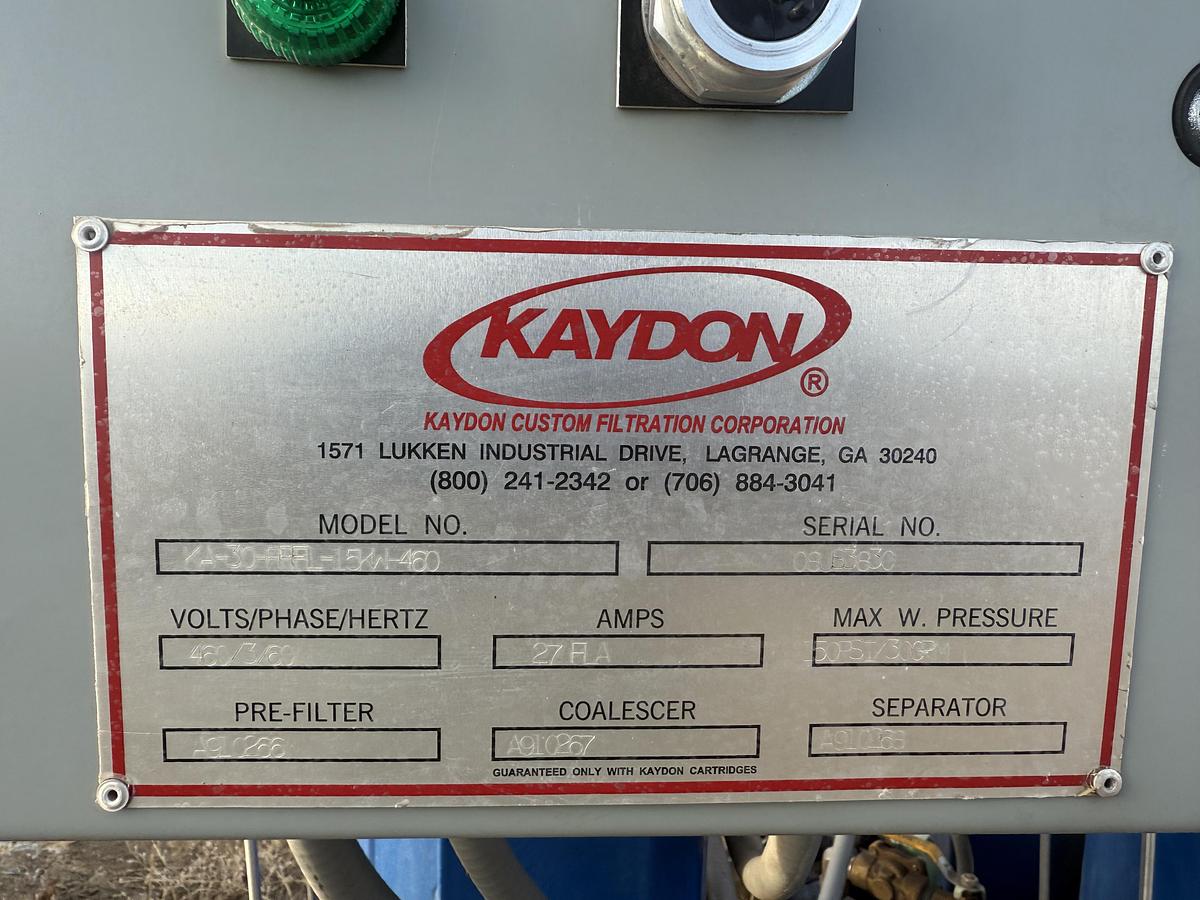 KAYDON
®
KAYDON CUSTOM FILTRATION CORPORATION
1571 LUKKEN INDUSTRIAL DRIVE, LAGRANGE, GA 30240
(800) 241-2342 or (706) 884-3041
MODEL NO. SERIAL NO.
VOLTS/PHASE/HERTZ AMPS MAX W. PRESSURE
460/3/60 27 FLA
PRE-FILTER COALESCER SEPARATOR
A910266 A910267
GUARANTEED ONLY WITH KAYDON CARTRIDGES